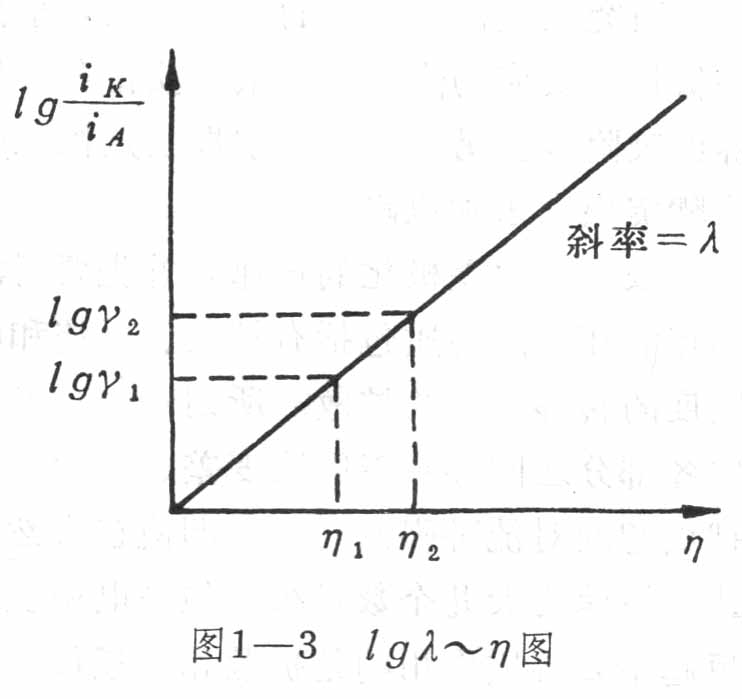 lg i_K / i_A
斜率=λ
lgγ₂
lgγ₁
η₁ η₂ η
图1—3 lgλ～η图